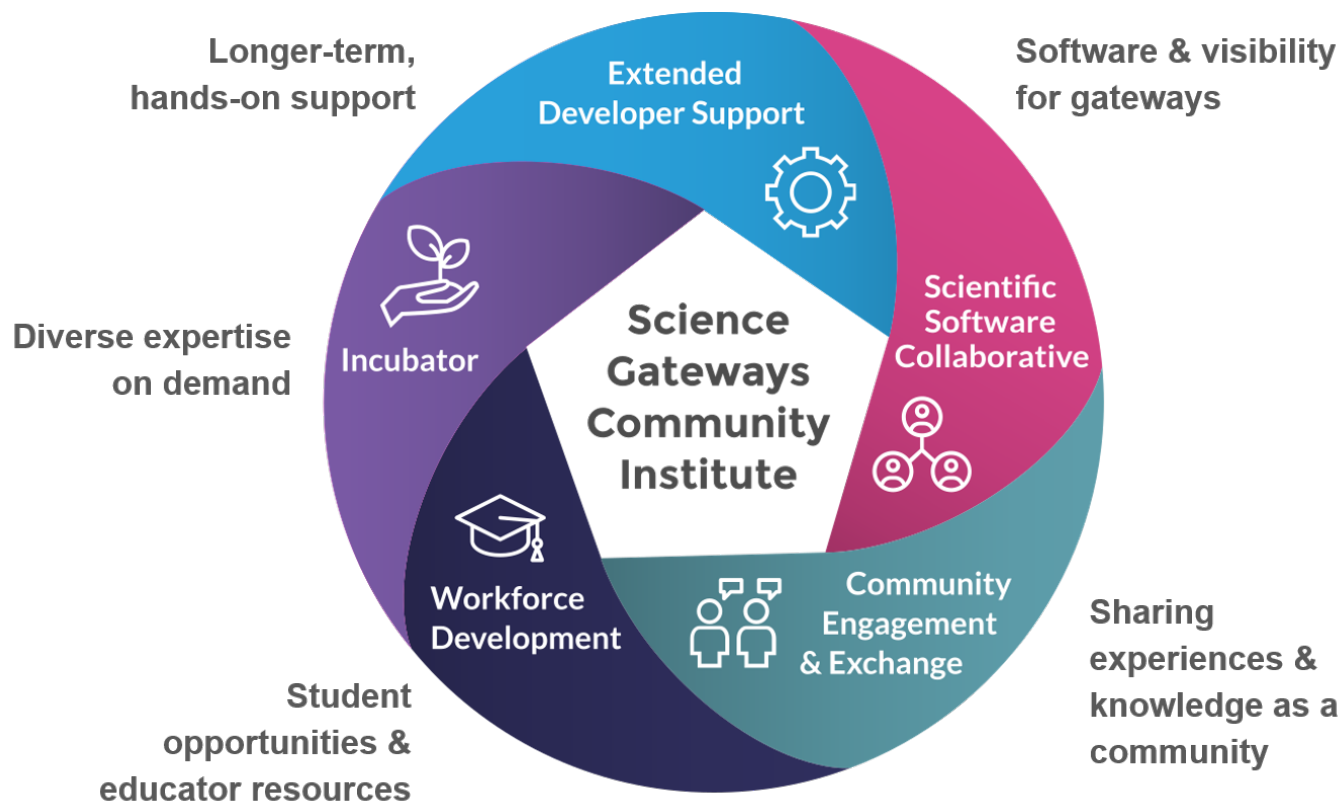 Longer-term,
hands-on support
Extended
Developer Support
Software & visibility
for gateways
Scientific
Software
Collaborative
Science
Gateways
Community
Institute
Diverse expertise
on demand
Incubator
Workforce
Development
Community
Engagement
& Exchange
Student
opportunities &
educator resources
Sharing
experiences &
knowledge as a
community